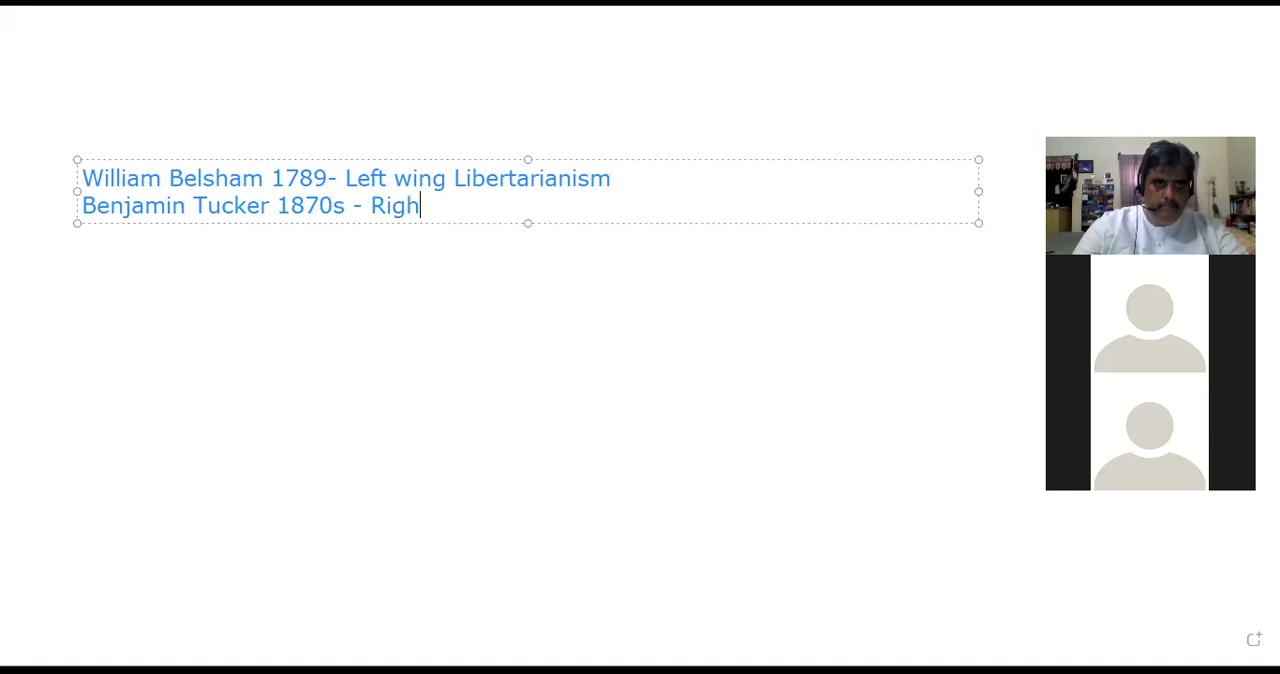 William Belsham 1789- Left wing Libertarianism
Benjamin Tucker 1870s - Righ